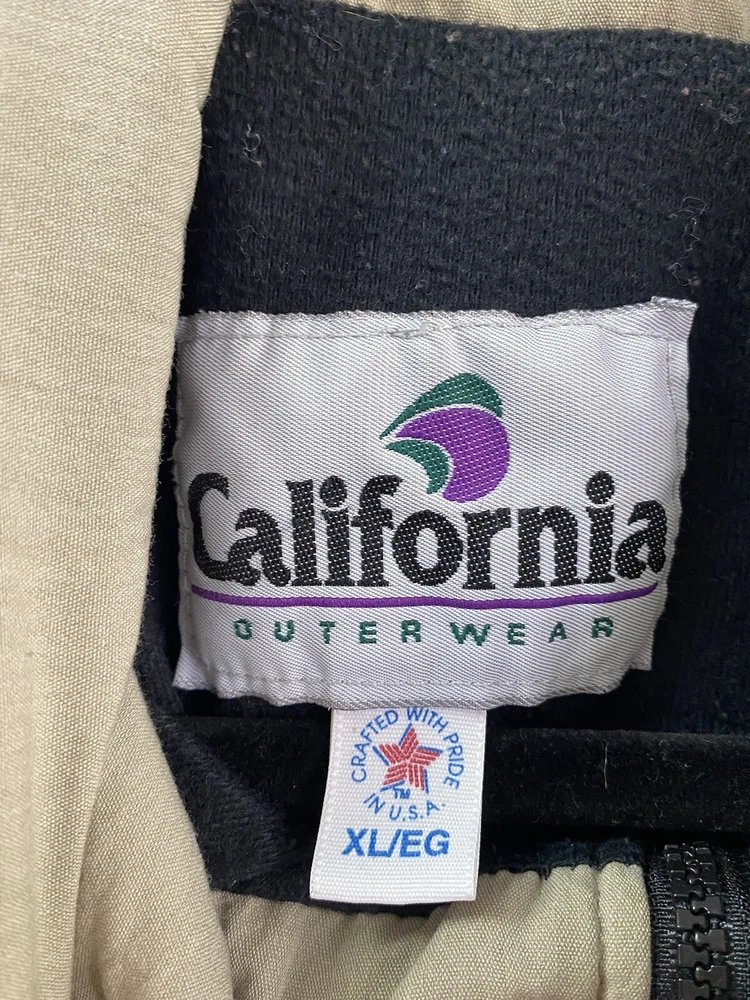 California
OUTERWEAR
CRAFTED WITH PRIDE
TM
IN U.S.A.
XL/EG